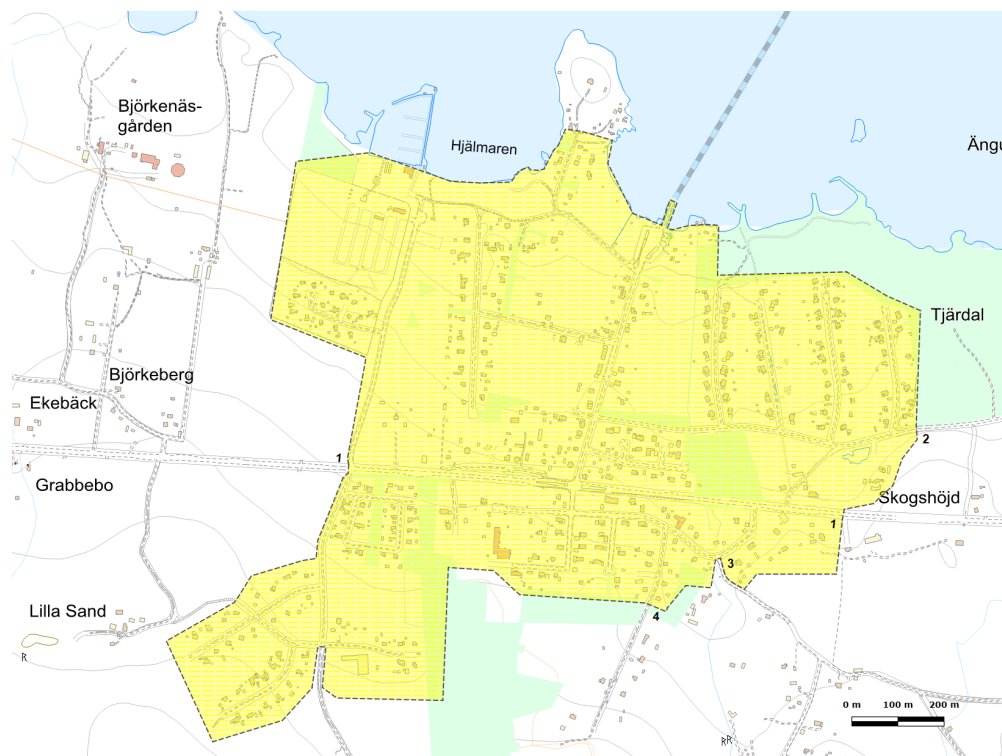 Björkenäs-
gården
Hjälmaren
Ängu
Tjärdal
Björkeberg
Ekebäck
1
2
Grabbebo
Skogshöjd
1
3
Lilla Sand
4
R
0 m 100 m 200 m
RR